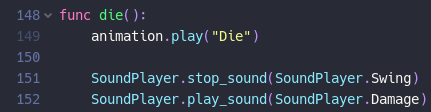 148 func die():
149 animation.play("Die")
150
151 SoundPlayer.stop_sound(SoundPlayer.Swing)
152 SoundPlayer.play_sound(SoundPlayer.Damage)